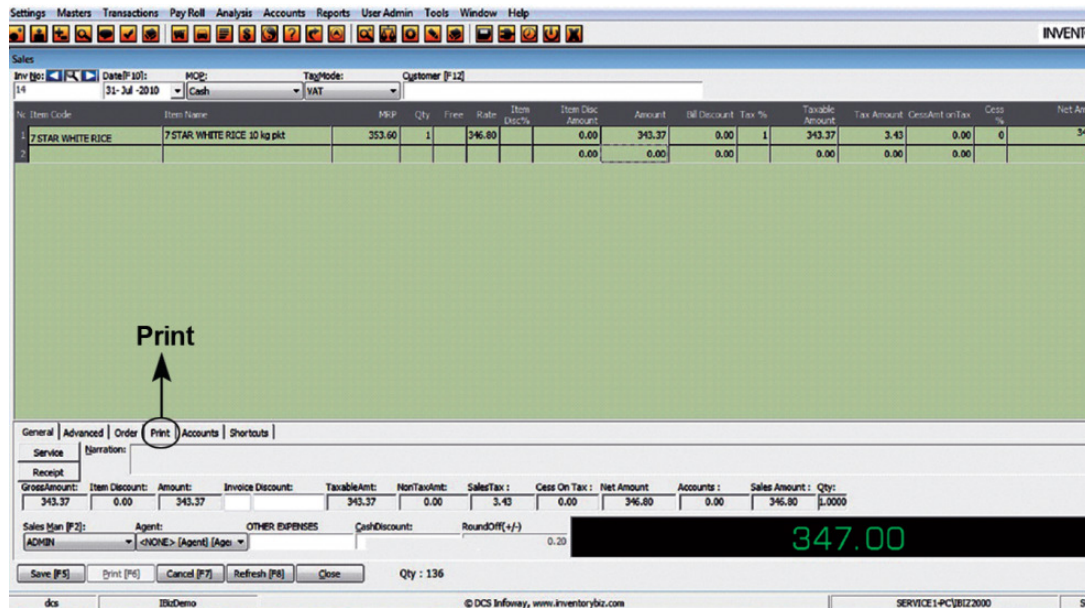 Settings Masters Transactions Pay Roll Analysis Accounts Reports User Admin Tools Window Help
INVENT
Sales
Inv No: Date[F10]: MOP: TaxMode: Customer [F12]
14 31-Jul-2010 Cash VAT
No Item Code Item Name MRP Qty Free Rate Item Disc% Item Disc Amount Amount Bill Discount Tax % Taxable Amount Tax Amount CessAmt onTax Cess % Net Am
1 7 STAR WHITE RICE 7 STAR WHITE RICE 10 kg pkt 353.60 1 346.80 0.00 343.37 0.00 1 343.37 3.43 0.00 0 34
2 0.00 0.00 0.00 0.00 0.00 0.00
Print
General Advanced Order Print Accounts Shortcuts
Service Narration:
Receipt
GrossAmount: Item Discount: Amount: Invoice Discount: TaxableAmt: NonTaxAmt: SalesTax : Cess On Tax : Net Amount Accounts : Sales Amount : Qty:
343.37 0.00 343.37 343.37 0.00 3.43 0.00 346.80 0.00 346.80 1.0000
Sales Man [F2]: Agent: OTHER EXPENSES CashDiscount: RoundOff(+/-)
ADMIN <NONE> [Agent] [Age 0.20 347.00
Save [F5] Print [F6] Cancel [F7] Refresh [F8] Close Qty : 136
dcs IBizDemo © DCS Infoway, www.inventorybiz.com SERVICE1-PC\IBIZ2000 S